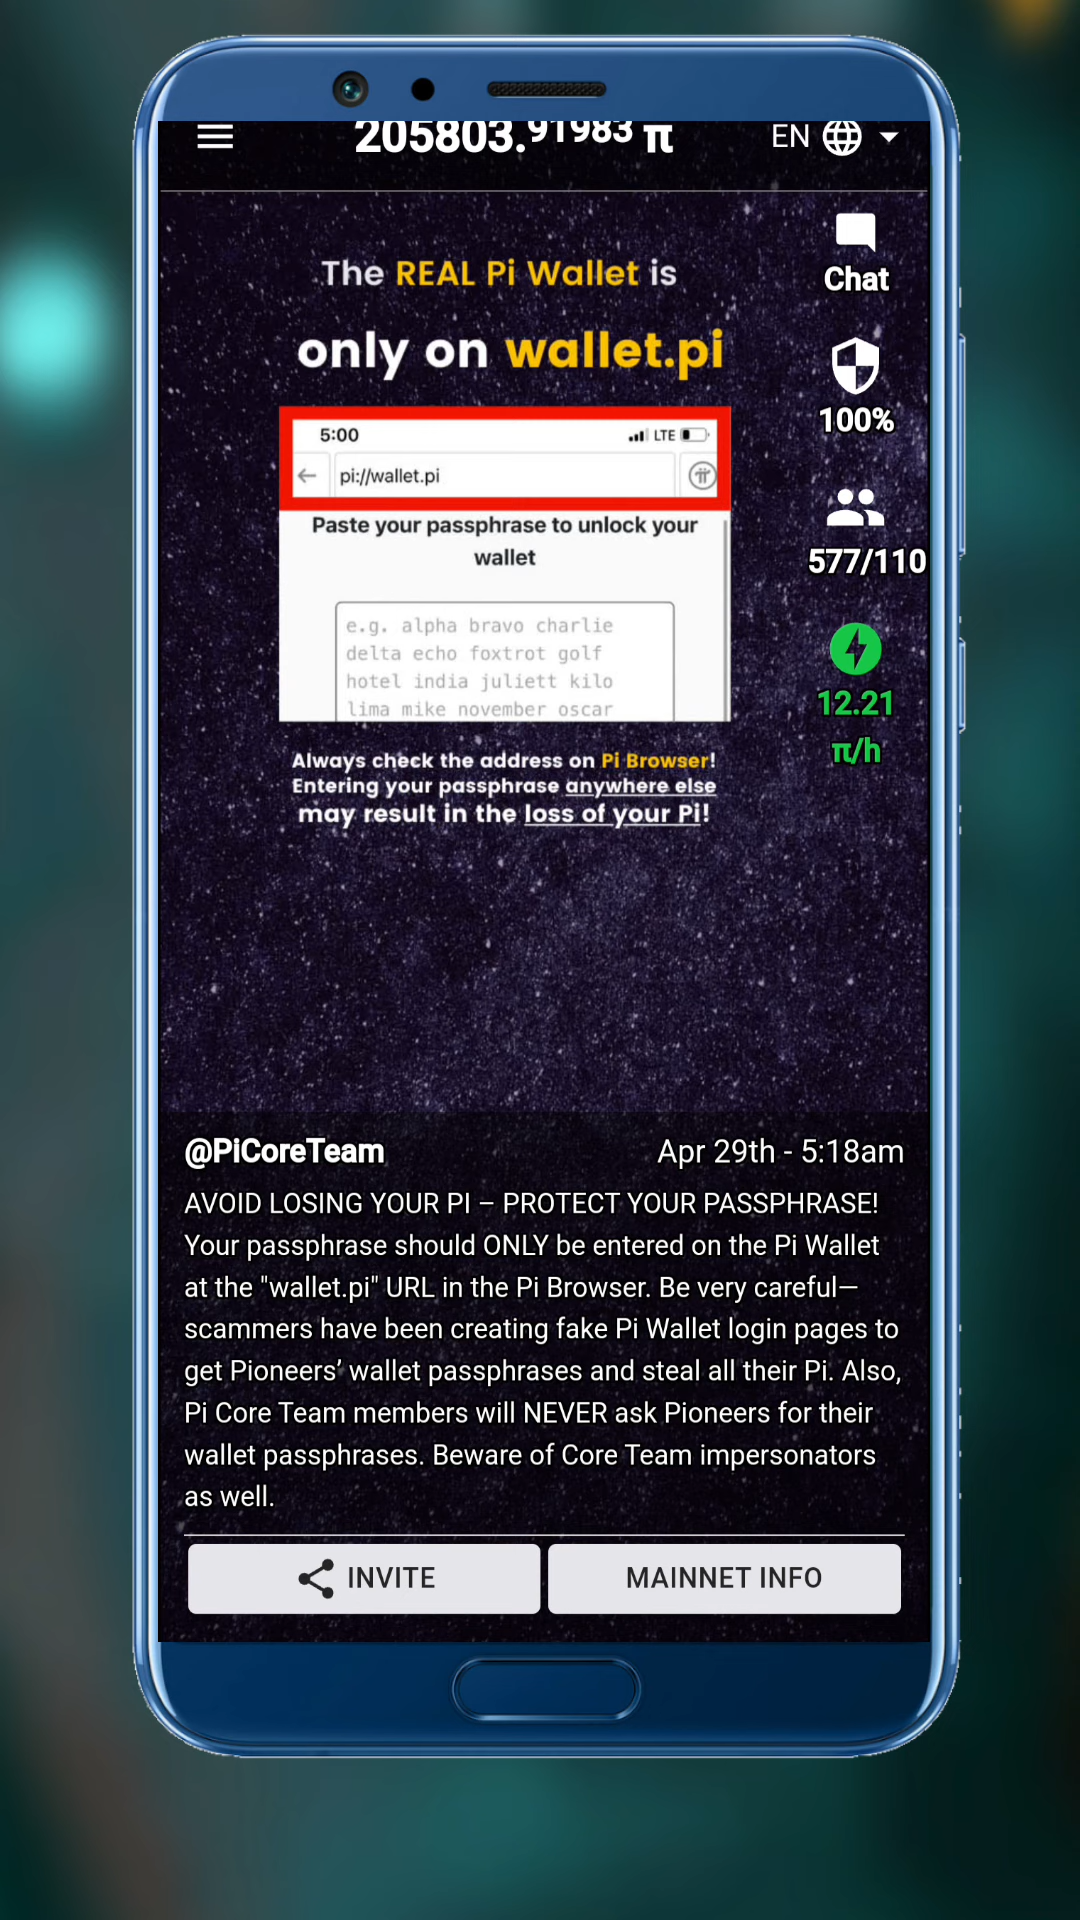 205803.91983 π
EN
The REAL Pi Wallet is
only on wallet.pi
Chat
100%
577/110
12.21
π/h
5:00
LTE
pi://wallet.pi
Paste your passphrase to unlock your
wallet
e.g. alpha bravo charlie
delta echo foxtrot golf
hotel india juliett kilo
lima mike november oscar
Always check the address on Pi Browser!
Entering your passphrase anywhere else
may result in the loss of your Pi!
@PiCoreTeam
Apr 29th - 5:18am
AVOID LOSING YOUR PI – PROTECT YOUR PASSPHRASE!
Your passphrase should ONLY be entered on the Pi Wallet
at the "wallet.pi" URL in the Pi Browser. Be very careful—
scammers have been creating fake Pi Wallet login pages to
get Pioneers’ wallet passphrases and steal all their Pi. Also,
Pi Core Team members will NEVER ask Pioneers for their
wallet passphrases. Beware of Core Team impersonators
as well.
INVITE
MAINNET INFO